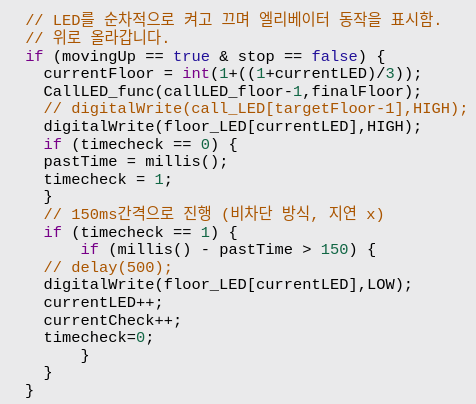 // LED를 순차적으로 켜고 끄며 엘리베이터 동작을 표시함.
// 위로 올라갑니다.
if (movingUp == true & stop == false) {
currentFloor = int(1+((1+currentLED)/3));
CallLED_func(callLED_floor-1,finalFloor);
// digitalWrite(call_LED[targetFloor-1],HIGH);
digitalWrite(floor_LED[currentLED],HIGH);
if (timecheck == 0) {
pastTime = millis();
timecheck = 1;
}
// 150ms간격으로 진행 (비차단 방식, 지연 x)
if (timecheck == 1) {
if (millis() - pastTime > 150) {
// delay(500);
digitalWrite(floor_LED[currentLED],LOW);
currentLED++;
currentCheck++;
timecheck=0;
}
}
}